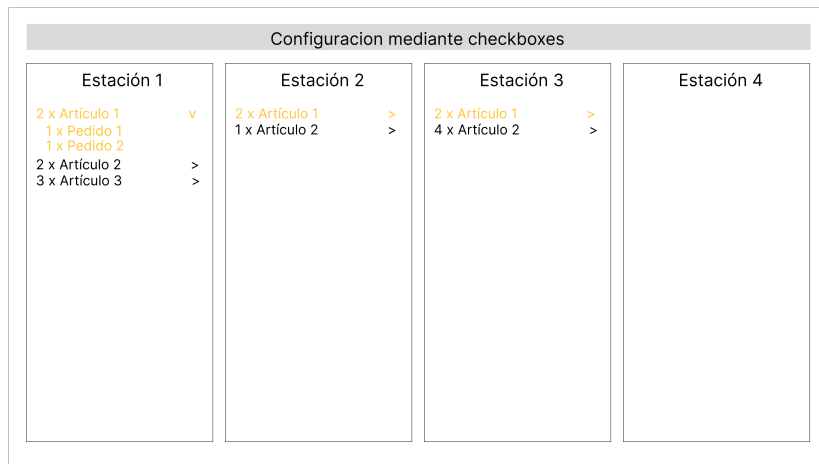 Configuracion mediante checkboxes
Estación 1
2 x Artículo 1 v
1 x Pedido 1
1 x Pedido 2
2 x Artículo 2 >
3 x Artículo 3 >
Estación 2
2 x Artículo 1 >
1 x Artículo 2 >
Estación 3
2 x Artículo 1 >
4 x Artículo 2 >
Estación 4